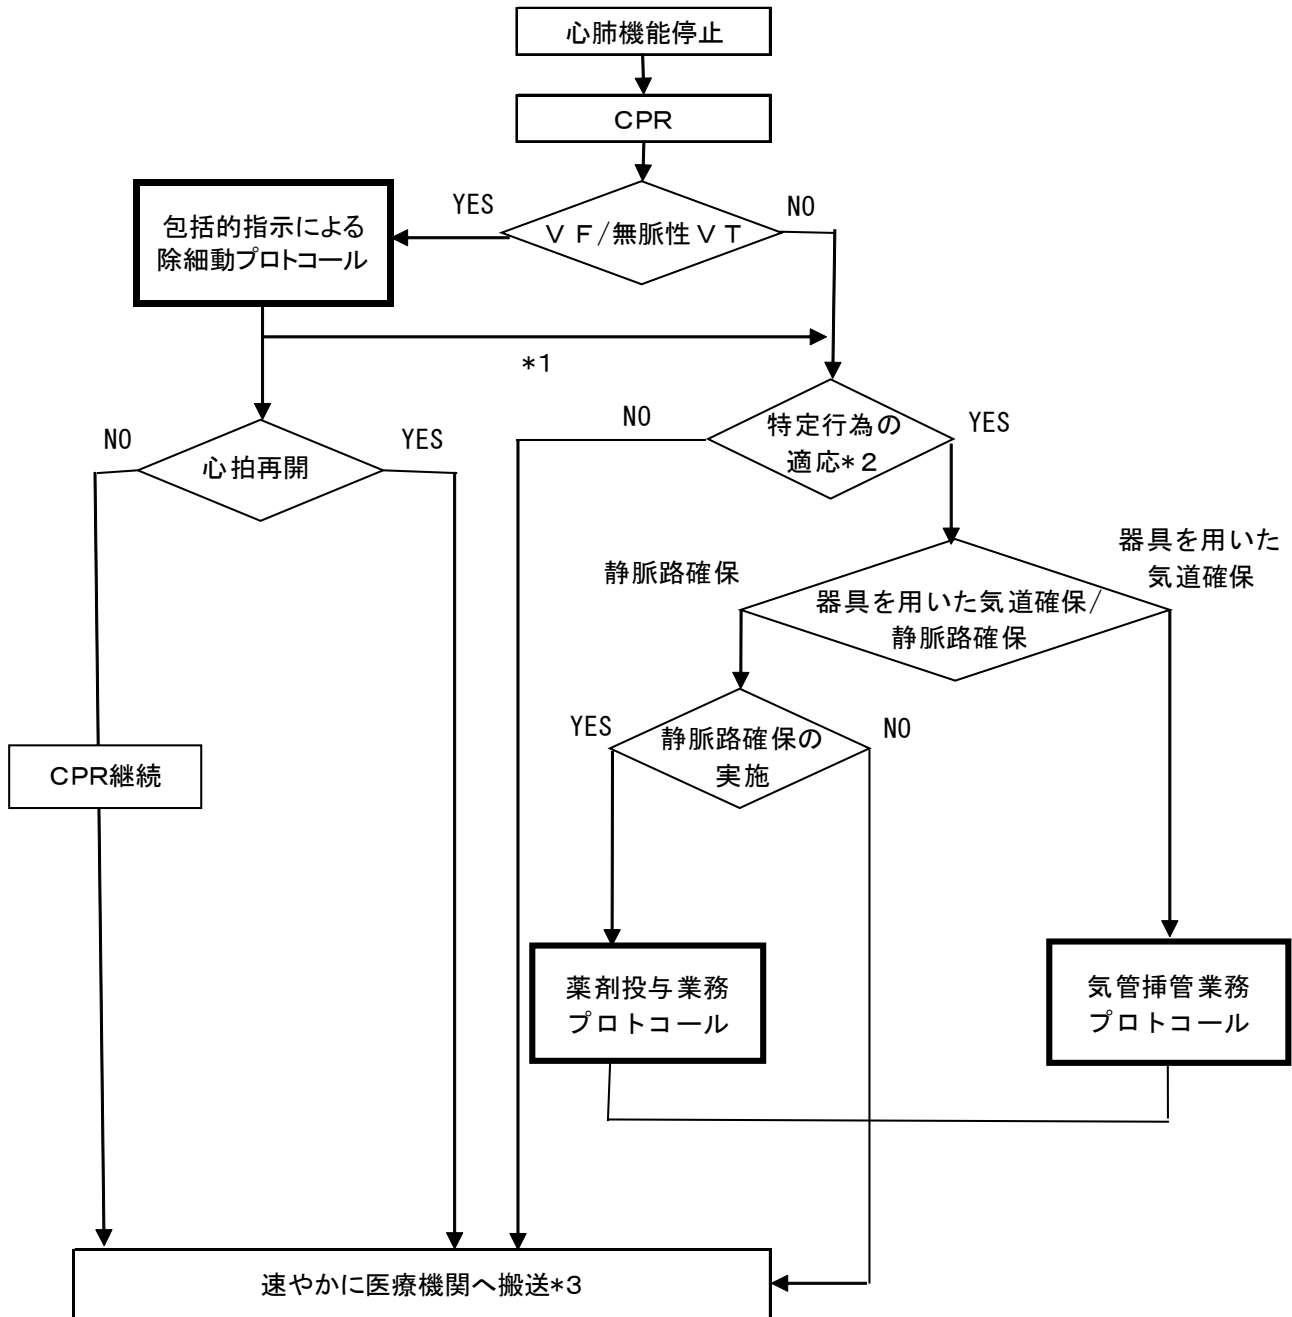 心肺機能停止
CPR
YES
NO
VF/無脈性VT
包括的指示による
除細動プロトコール
*1
NO
YES
心拍再開
NO
YES
特定行為の
適応*2
静脈路確保
器具を用いた
気道確保
器具を用いた気道確保/
静脈路確保
YES
NO
静脈路確保の
実施
CPR継続
薬剤投与業務
プロトコール
気管挿管業務
プロトコール
速やかに医療機関へ搬送*3